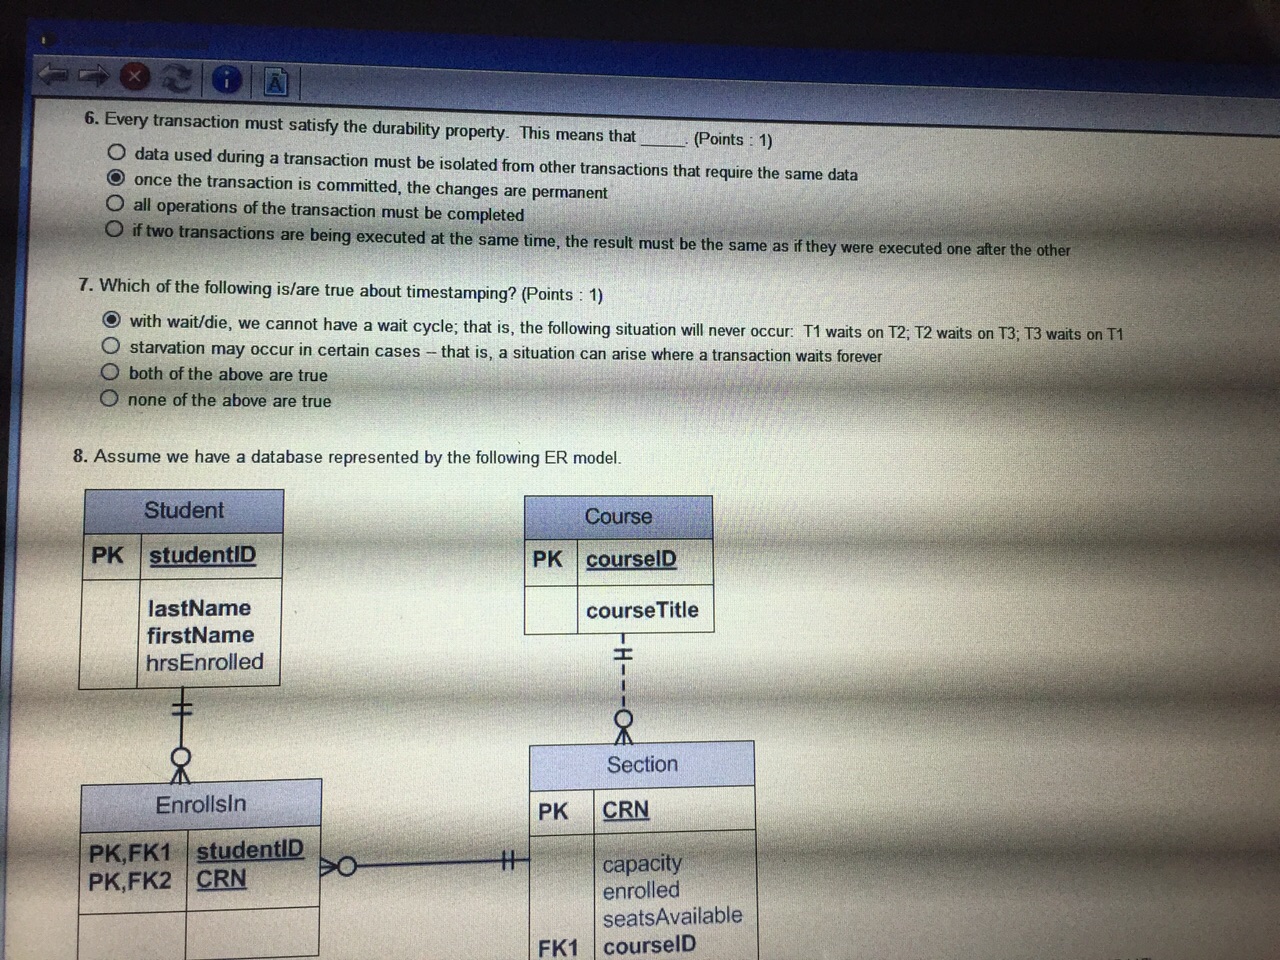 6. Every transaction must satisfy the durability property. This means that _____. (Points : 1)
data used during a transaction must be isolated from other transactions that require the same data
once the transaction is committed, the changes are permanent
all operations of the transaction must be completed
if two transactions are being executed at the same time, the result must be the same as if they were executed one after the other
7. Which of the following is/are true about timestamping? (Points : 1)
with wait/die, we cannot have a wait cycle; that is, the following situation will never occur: T1 waits on T2; T2 waits on T3; T3 waits on T1
starvation may occur in certain cases – that is, a situation can arise where a transaction waits forever
both of the above are true
none of the above are true
8. Assume we have a database represented by the following ER model.
Student
PK studentID
lastName
firstName
hrsEnrolled
Course
PK courseID
courseTitle
EnrollsIn
PK,FK1 studentID
PK,FK2 CRN
Section
PK CRN
capacity
enrolled
seatsAvailable
FK1 courseID